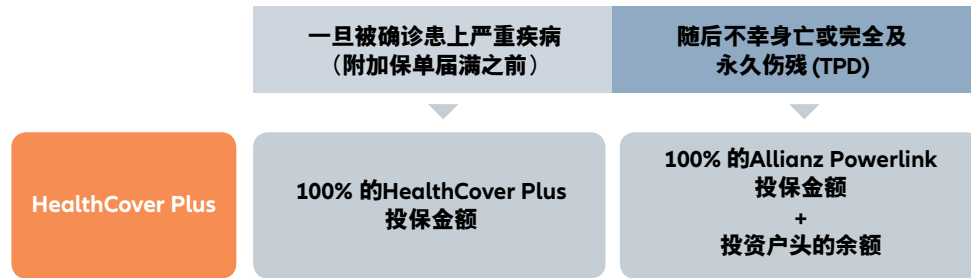 一旦被确诊患上严重疾病
（附加保单届满之前）
随后不幸身亡或完全及
永久伤残 (TPD)
HealthCover Plus
100% 的HealthCover Plus
投保金额
100% 的Allianz Powerlink
投保金额
+
投资户头的余额